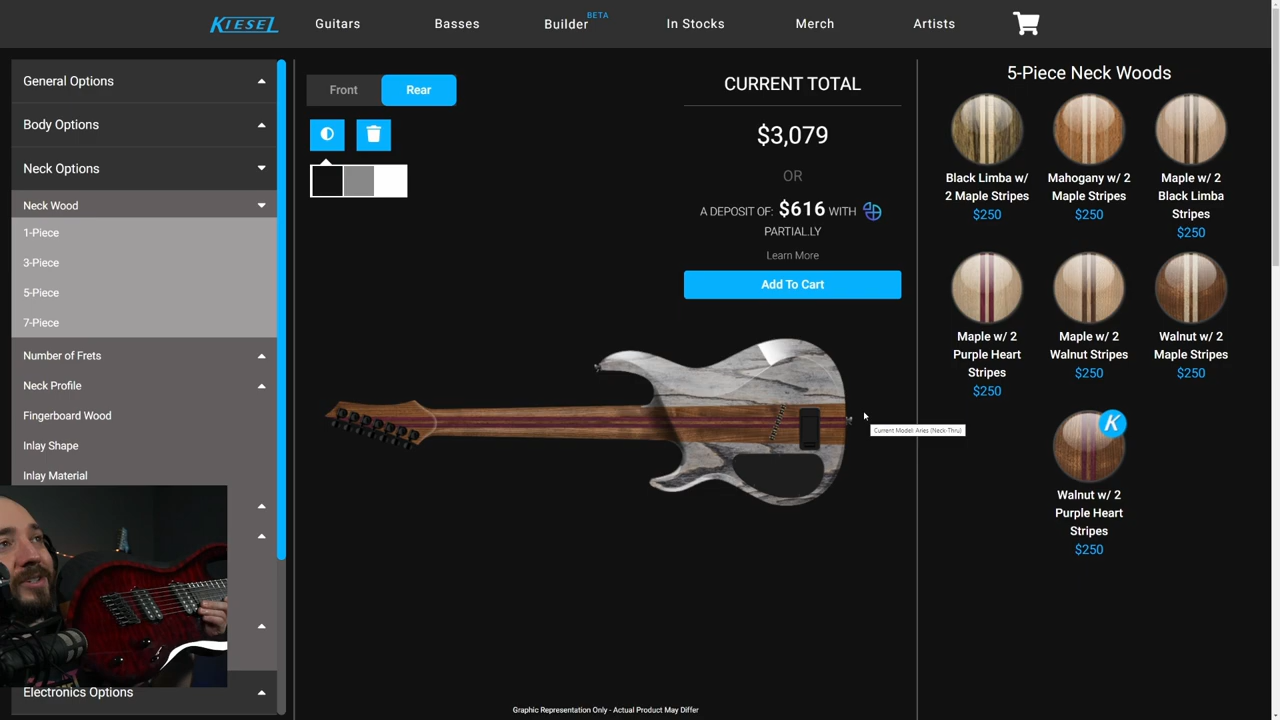 KIESEL
Guitars
Basses
Builder
BETA
In Stocks
Merch
Artists
General Options
Body Options
Neck Options
Neck Wood
1-Piece
3-Piece
5-Piece
7-Piece
Number of Frets
Neck Profile
Fingerboard Wood
Inlay Shape
Inlay Material
Electronics Options
Front
Rear
CURRENT TOTAL
$3,079
OR
A DEPOSIT OF: $616 WITH
PARTIAL.LY
Learn More
Add To Cart
Current Model: Aries (Neck-Thru)
Graphic Representation Only - Actual Product May Differ
5-Piece Neck Woods
Black Limba w/
2 Maple Stripes
$250
Mahogany w/ 2
Maple Stripes
$250
Maple w/ 2
Black Limba
Stripes
$250
Maple w/ 2
Purple Heart
Stripes
$250
Maple w/ 2
Walnut Stripes
$250
Walnut w/ 2
Maple Stripes
$250
K
Walnut w/ 2
Purple Heart
Stripes
$250